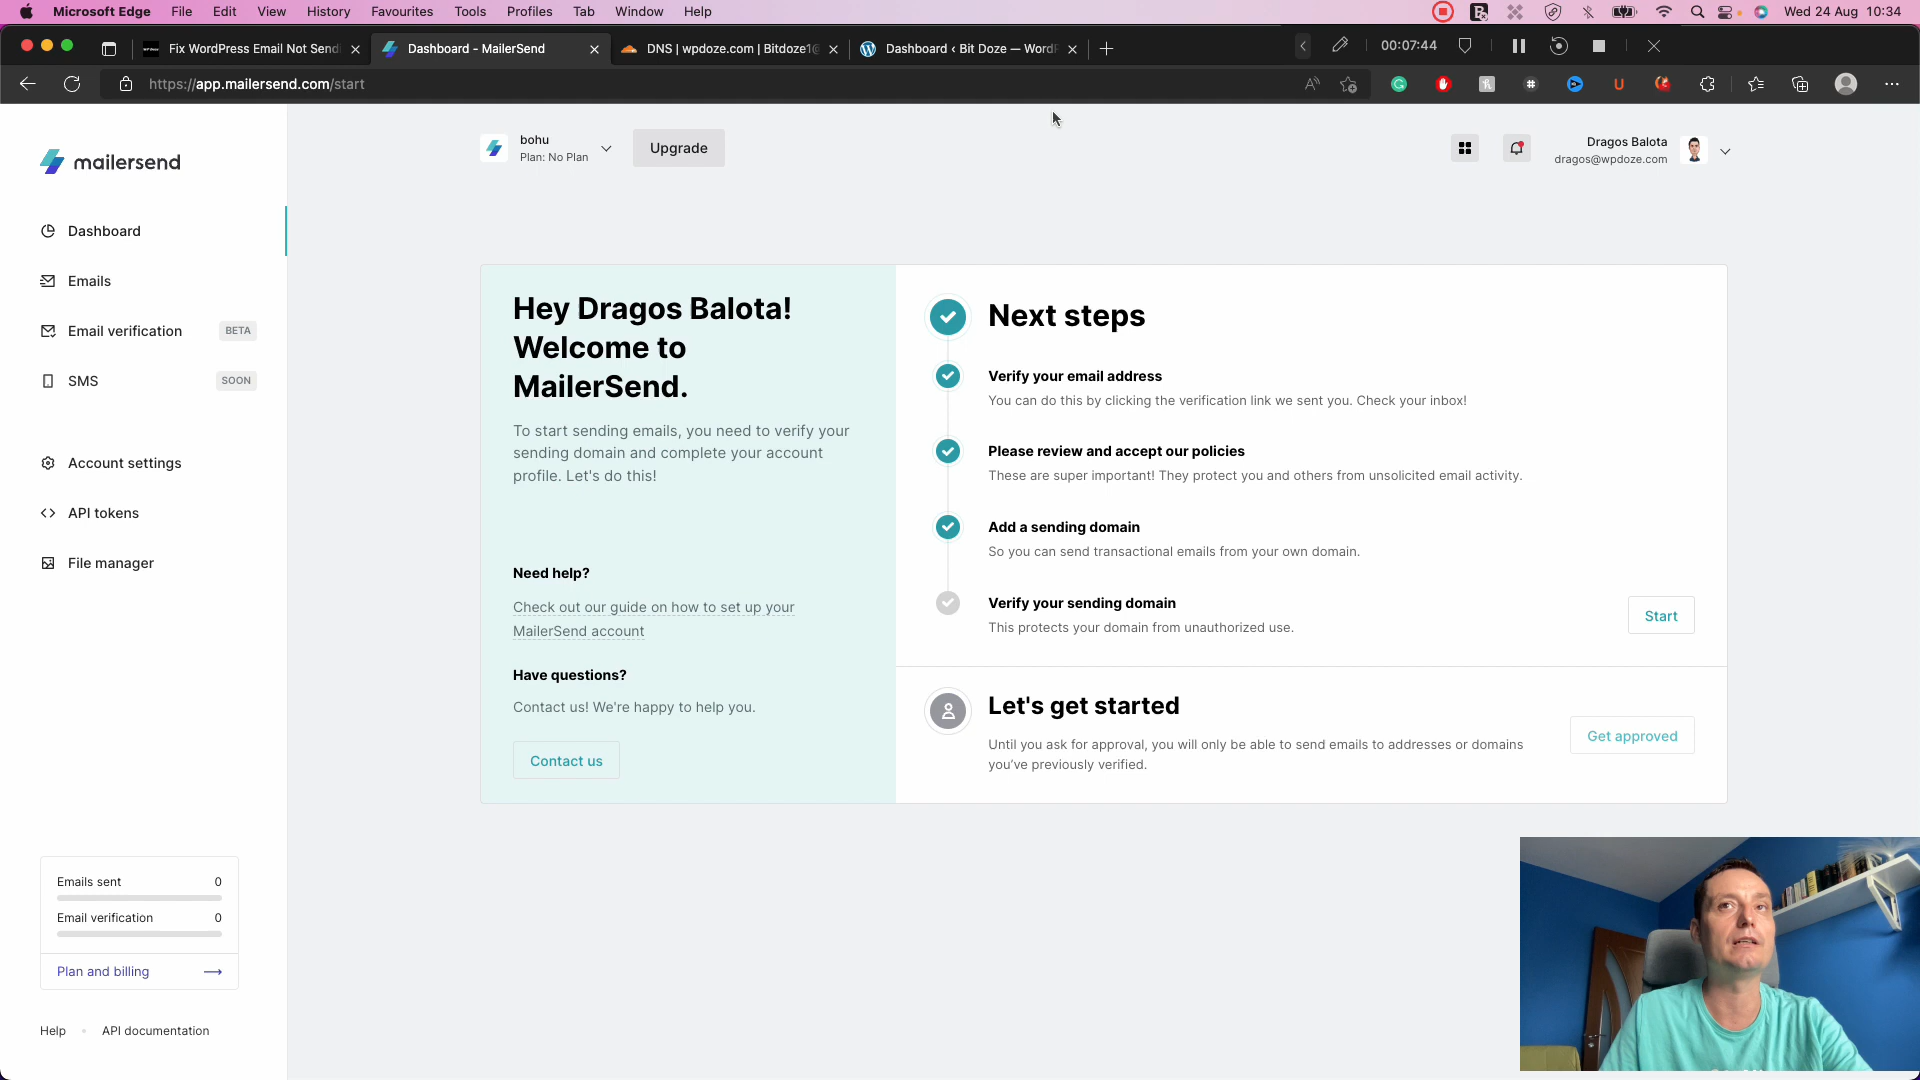 Microsoft Edge File Edit View History Favourites Tools Profiles Tab Window Help Wed 24 Aug 10:34
Fix WordPress Email Not Sendi Dashboard - MailerSend DNS | wpdoze.com | Bitdoze1@ Dashboard ‹ Bit Doze — WordP 00:07:44
https://app.mailersend.com/start
mailersend
bohu
Plan: No Plan
Upgrade
Dragos Balota
dragos@wpdoze.com
Dashboard
Emails
Email verification BETA
SMS SOON
Account settings
API tokens
File manager
Emails sent 0
Email verification 0
Plan and billing
Help API documentation
Hey Dragos Balota!
Welcome to
MailerSend.
To start sending emails, you need to verify your
sending domain and complete your account
profile. Let's do this!
Need help?
Check out our guide on how to set up your
MailerSend account
Have questions?
Contact us! We're happy to help you.
Contact us
Next steps
Verify your email address
You can do this by clicking the verification link we sent you. Check your inbox!
Please review and accept our policies
These are super important! They protect you and others from unsolicited email activity.
Add a sending domain
So you can send transactional emails from your own domain.
Verify your sending domain
This protects your domain from unauthorized use.
Start
Let's get started
Until you ask for approval, you will only be able to send emails to addresses or domains
you've previously verified.
Get approved